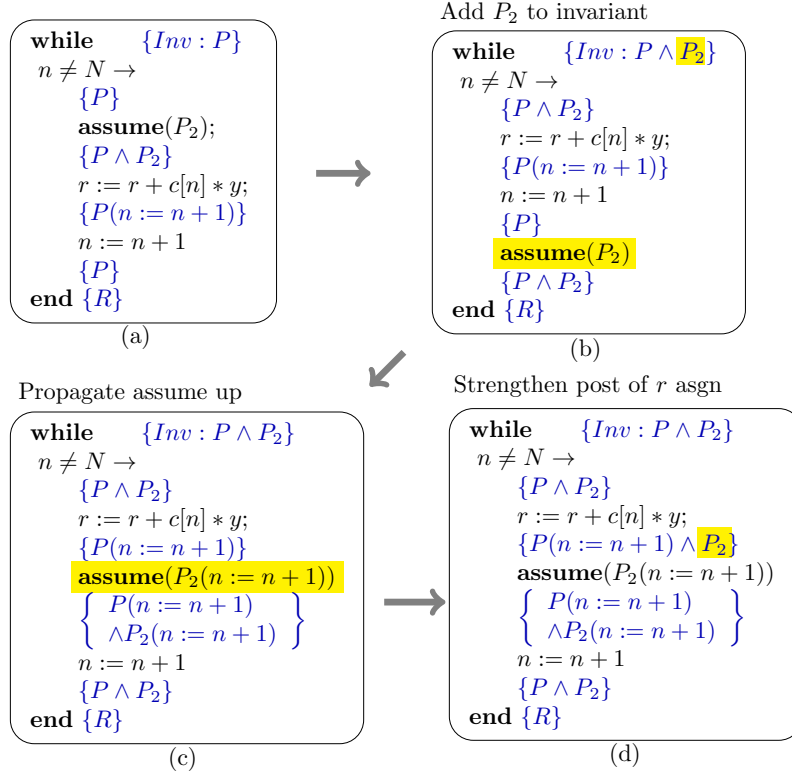 while {Inv : P}
n ≠ N →
{P}
assume(P₂);
{P ∧ P₂}
r := r + c[n] ∗ y;
{P(n := n + 1)}
n := n + 1
{P}
end {R}
(a)
Add P₂ to invariant
while {Inv : P ∧ P₂}
n ≠ N →
{P ∧ P₂}
r := r + c[n] ∗ y;
{P(n := n + 1)}
n := n + 1
{P}
assume(P₂)
{P ∧ P₂}
end {R}
(b)
Propagate assume up
while {Inv : P ∧ P₂}
n ≠ N →
{P ∧ P₂}
r := r + c[n] ∗ y;
{P(n := n + 1)}
assume(P₂(n := n + 1))
{ P(n := n + 1)
∧P₂(n := n + 1) }
n := n + 1
{P ∧ P₂}
end {R}
(c)
Strengthen post of r asgn
while {Inv : P ∧ P₂}
n ≠ N →
{P ∧ P₂}
r := r + c[n] ∗ y;
{P(n := n + 1) ∧ P₂}
assume(P₂(n := n + 1))
{ P(n := n + 1)
∧P₂(n := n + 1) }
n := n + 1
{P ∧ P₂}
end {R}
(d)